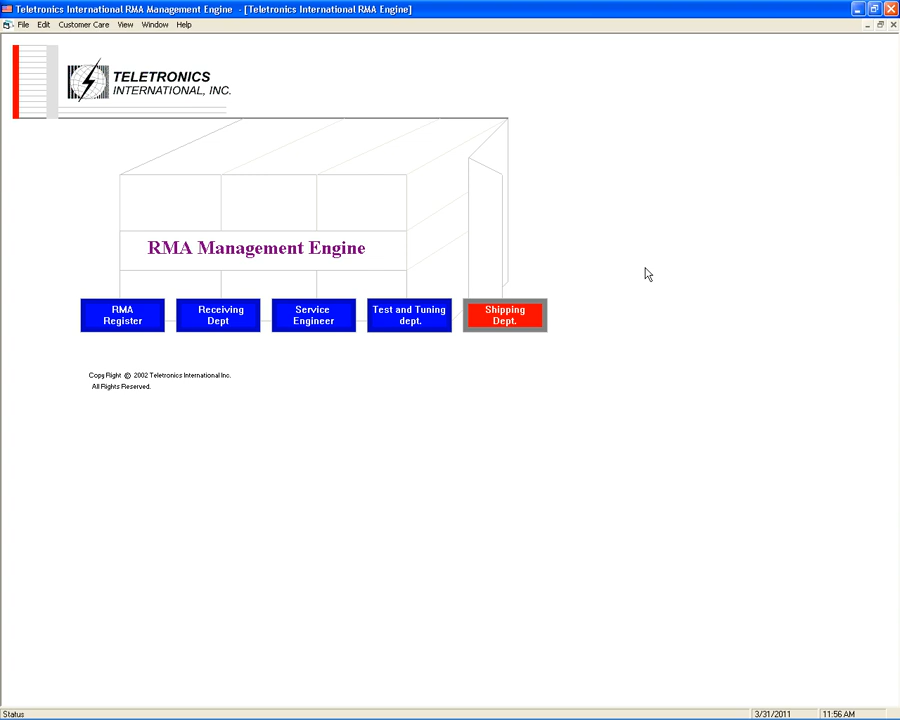 Teletronics International RMA Management Engine - [Teletronics International RMA Engine]
File Edit Customer Care View Window Help
TELETRONICS
INTERNATIONAL, INC.
RMA Management Engine
RMA Register
Receiving Dept
Service Engineer
Test and Tuning dept.
Shipping Dept.
Copy Right © 2002 Teletronics International Inc.
All Rights Reserved.
Status 3/31/2011 11:56 AM